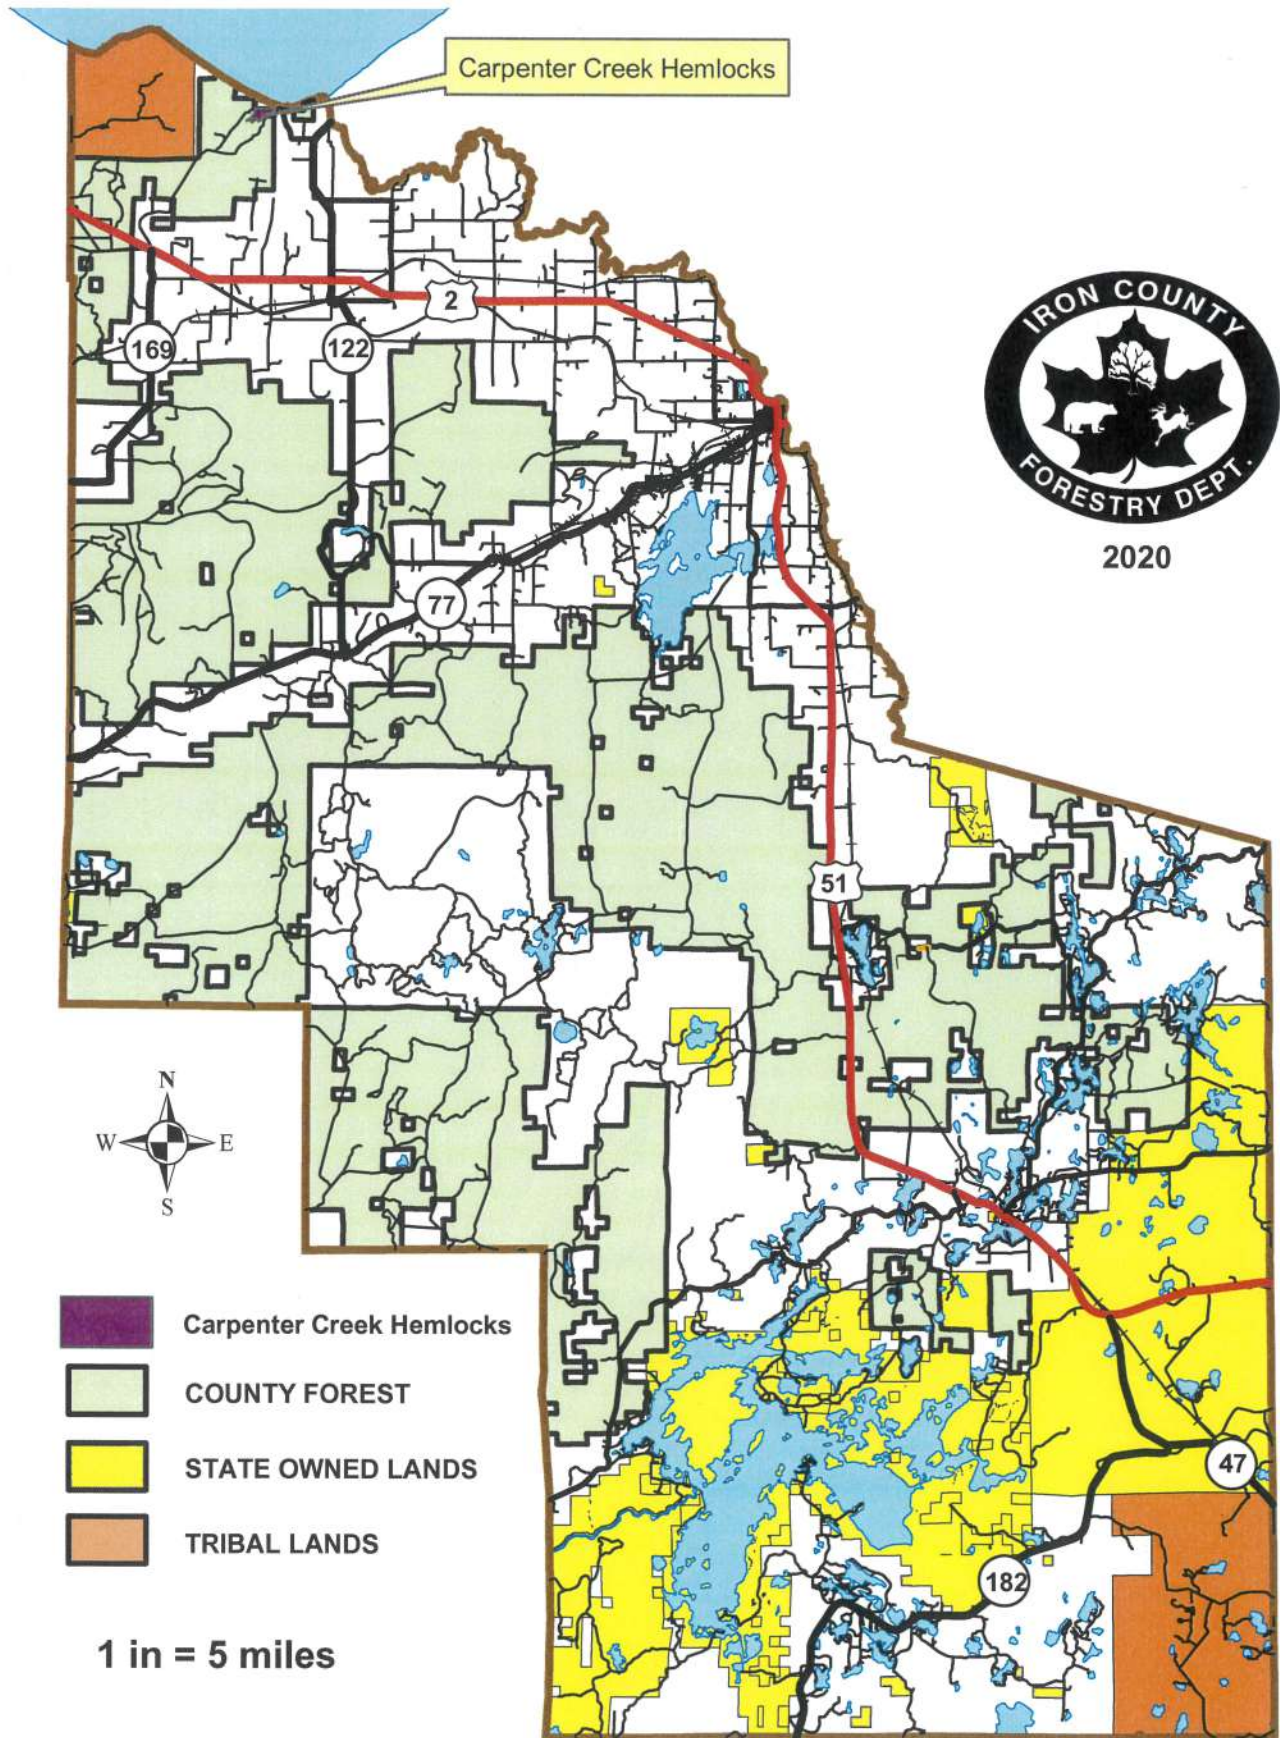 Carpenter Creek Hemlocks
2
169
122
IRON COUNTY
FORESTRY DEPT.
2020
77
51
N
W E
S
Carpenter Creek Hemlocks
COUNTY FOREST
STATE OWNED LANDS
TRIBAL LANDS
47
182
1 in = 5 miles